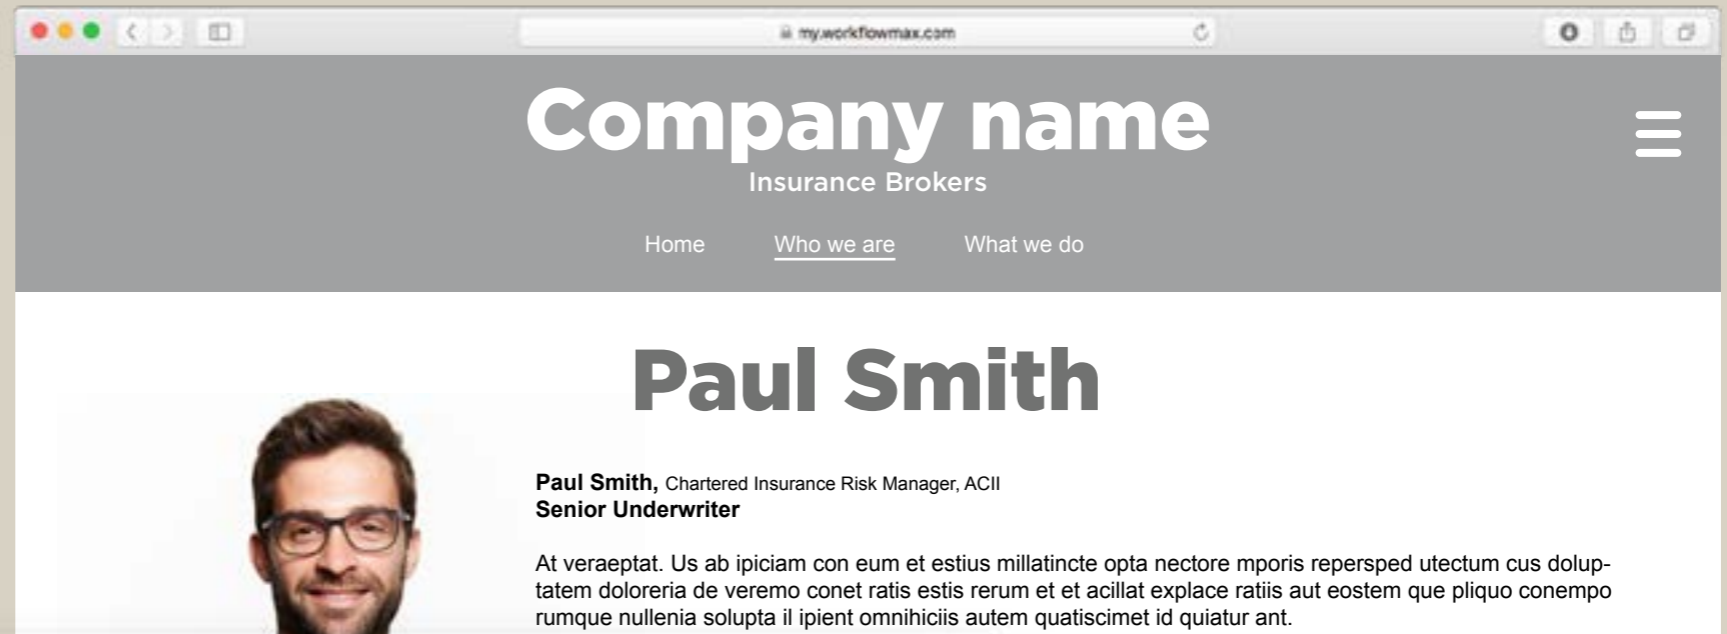 my.workflowmax.com
Company name
Insurance Brokers
Home Who we are What we do
Paul Smith
Paul Smith, Chartered Insurance Risk Manager, ACII
Senior Underwriter
At veraeptat. Us ab ipiciam con eum et estius millatincte opta nectore mporis repersped utectum cus dolup-
tatem doloreria de veremo conet ratis estis rerum et et acillat explace ratiis aut eostem que pliquo conempo
rumque nullenia solupta il ipient omnihiciis autem quatiscimet id quiatur ant.